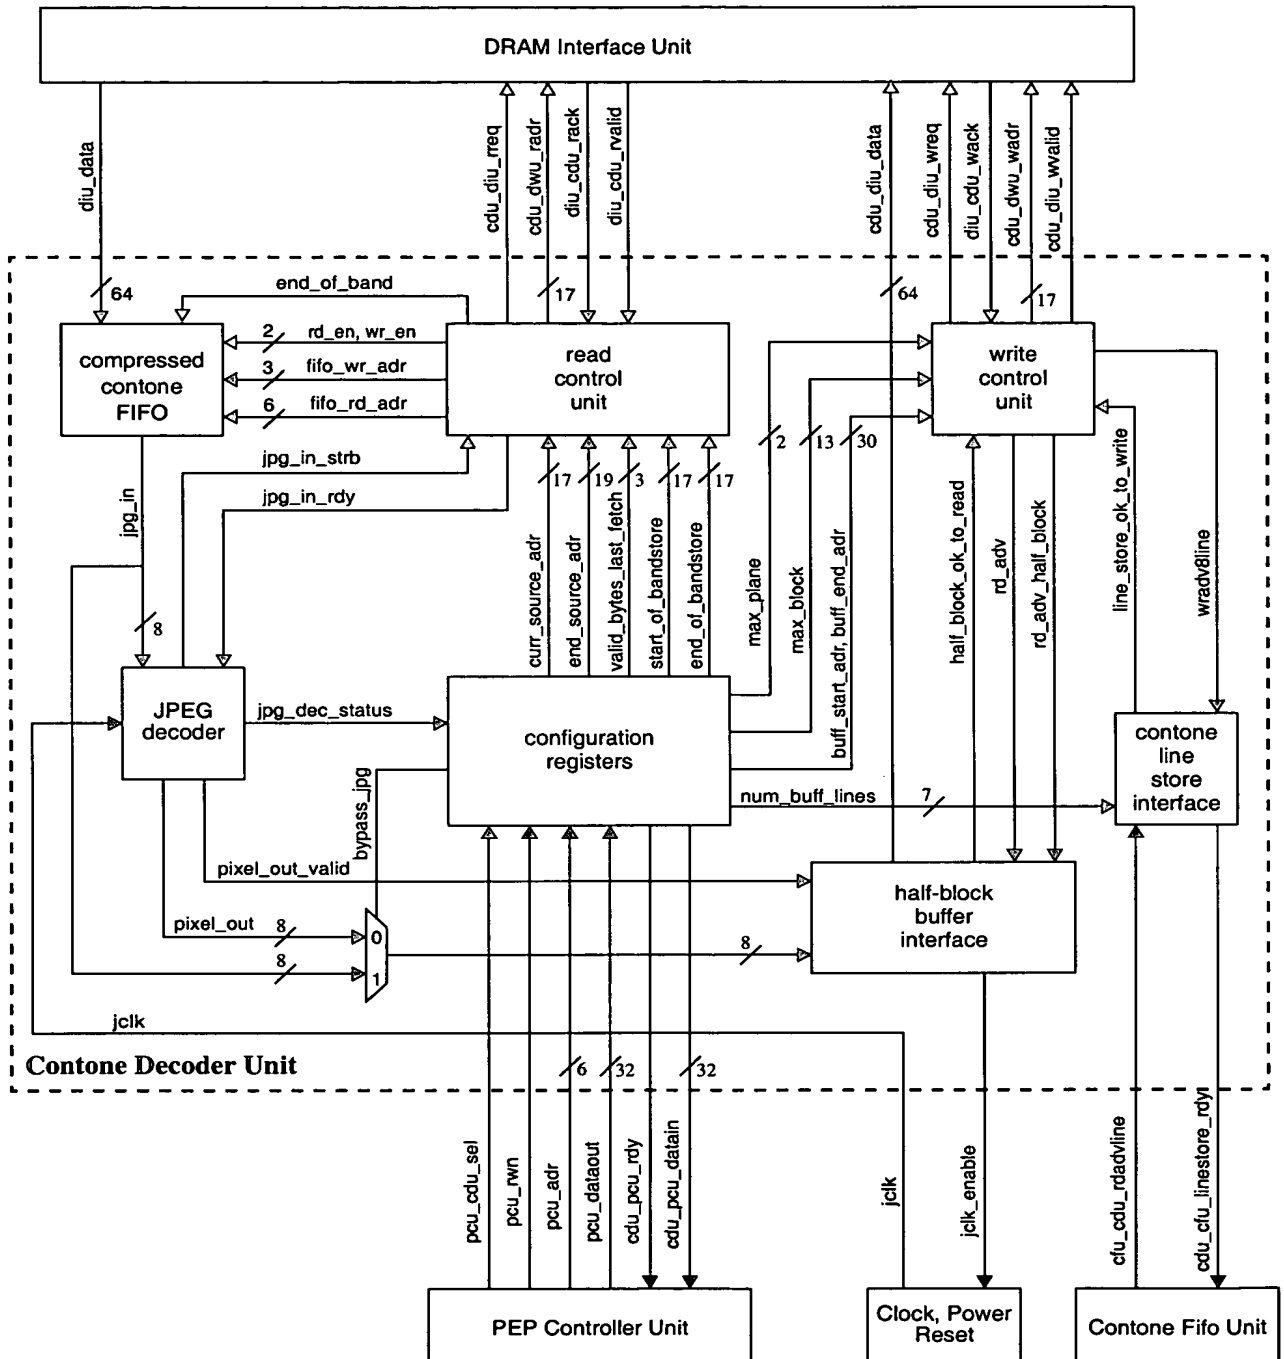 DRAM Interface Unit
diu_data
cdu_diu_rreq
cdu_dwu_radr
diu_cdu_rack
diu_cdu_rvalid
cdu_diu_data
cdu_diu_wreq
diu_cdu_wack
cdu_dwu_wadr
cdu_diu_wvalid
64
end_of_band
17
64
17
compressed
contone
FIFO
2
rd_en, wr_en
3
fifo_wr_adr
6
fifo_rd_adr
read
control
unit
write
control
unit
jpg_in_strb
jpg_in_rdy
jpg_in
8
17
19
3
17
17
2
13
30
curr_source_adr
end_source_adr
valid_bytes_last_fetch
start_of_bandstore
end_of_bandstore
max_plane
max_block
buff_start_adr, buff_end_adr
half_block_ok_to_read
rd_adv
rd_adv_half_block
line_store_ok_to_write
wradv8line
JPEG
decoder
jpg_dec_status
configuration
registers
contone
line
store
interface
bypass_jpg
num_buff_lines
7
pixel_out_valid
pixel_out
8
0
8
1
8
half-block
buffer
interface
jclk
Contone Decoder Unit
6
32
32
pcu_cdu_sel
pcu_rwn
pcu_adr
pcu_dataout
cdu_pcu_rdy
cdu_pcu_datain
jclk
jclk_enable
cfu_cdu_rdadvline
cdu_cfu_linestore_rdy
PEP Controller Unit
Clock, Power
Reset
Contone Fifo Unit